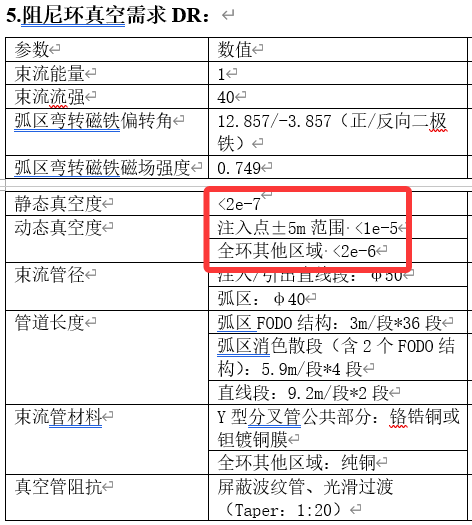 5.阻尼环真空需求 DR：
参数 数值
束流能量 1
束流流强 40
弧区弯转磁铁偏转角 12.857/-3.857（正/反向二极
铁）
弧区弯转磁铁磁场强度 0.749
静态真空度 <2e-7
动态真空度 注入点±5m 范围 <1e-5
全环其他区域 <2e-6
束流管径 注入/引出直线段：φ50
弧区：φ40
管道长度 弧区 FODO 结构：3m/段*36 段
弧区消色散段（含 2 个 FODO 结
构）：5.9m/段*4 段
直线段：9.2m/段*2 段
束流管材料 Y 型分叉管公共部分：铬锆铜或
钽镀铜膜
全环其他区域：纯铜
真空管阻抗 屏蔽波纹管、光滑过渡
（Taper：1:20）